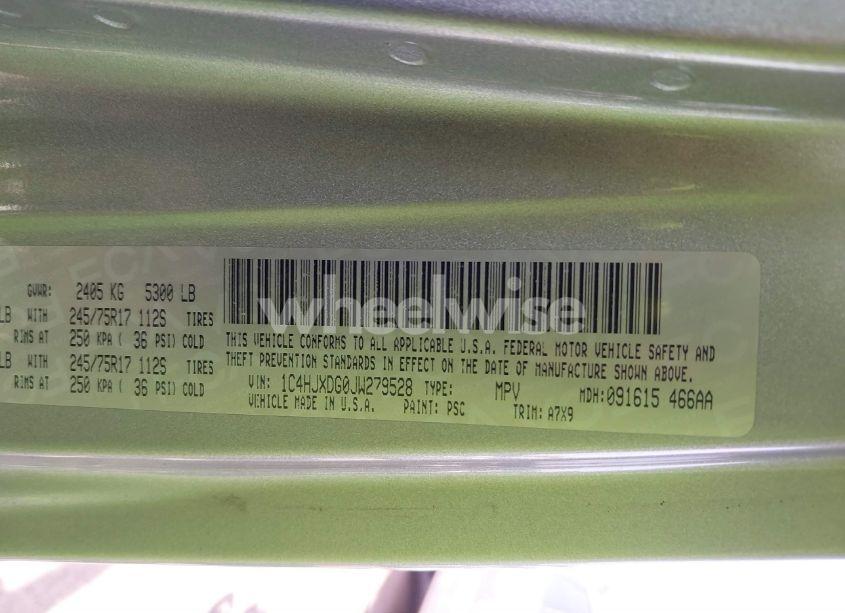 GVWR: 2405 KG 5300 LB
LB WITH 245/75R17 112S TIRES
RIMS AT 250 KPA ( 36 PSI) COLD
LB WITH 245/75R17 112S TIRES
RIMS AT 250 KPA ( 36 PSI) COLD
THIS VEHICLE CONFORMS TO ALL APPLICABLE U.S.A. FEDERAL MOTOR VEHICLE SAFETY AND
THEFT PREVENTION STANDARDS IN EFFECT ON THE DATE OF MANUFACTURE SHOWN ABOVE.
VIN: 1C4HJXDG0JW279528 TYPE: MPV MDH:091615 466AA
VEHICLE MADE IN U.S.A. PAINT: PSC TRIM: A7X9
wheelwise